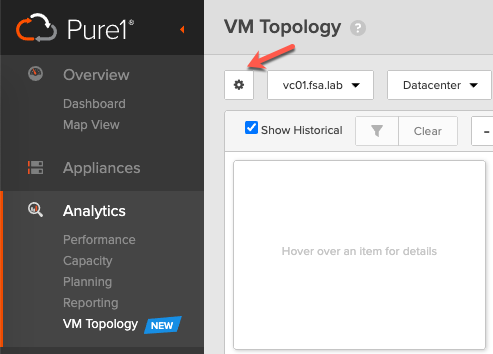 Pure1®
Overview
Dashboard
Map View
Appliances
Analytics
Performance
Capacity
Planning
Reporting
VM Topology NEW
VM Topology ?
vc01.fsa.lab Datacenter
Show Historical Clear –
Hover over an item for details